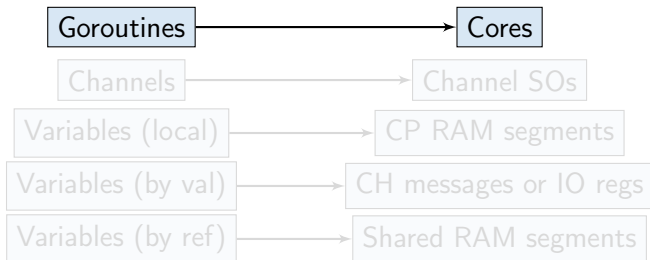 Goroutines Cores
Channels Channel SOs
Variables (local) CP RAM segments
Variables (by val) CH messages or IO regs
Variables (by ref) Shared RAM segments